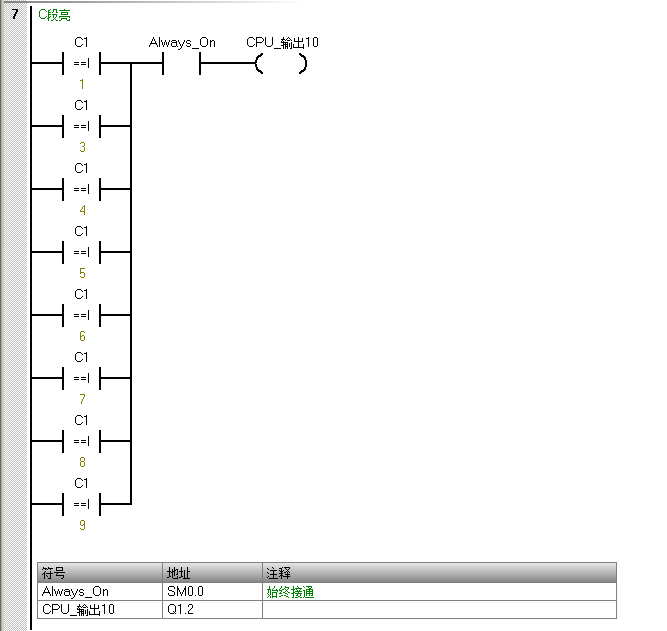 7 C段亮
C1 Always_On CPU_输出10
==I
1
C1
==I
3
C1
==I
4
C1
==I
5
C1
==I
6
C1
==I
7
C1
==I
8
C1
==I
9
符号 地址 注释
Always_On SM0.0 始终接通
CPU_输出10 Q1.2